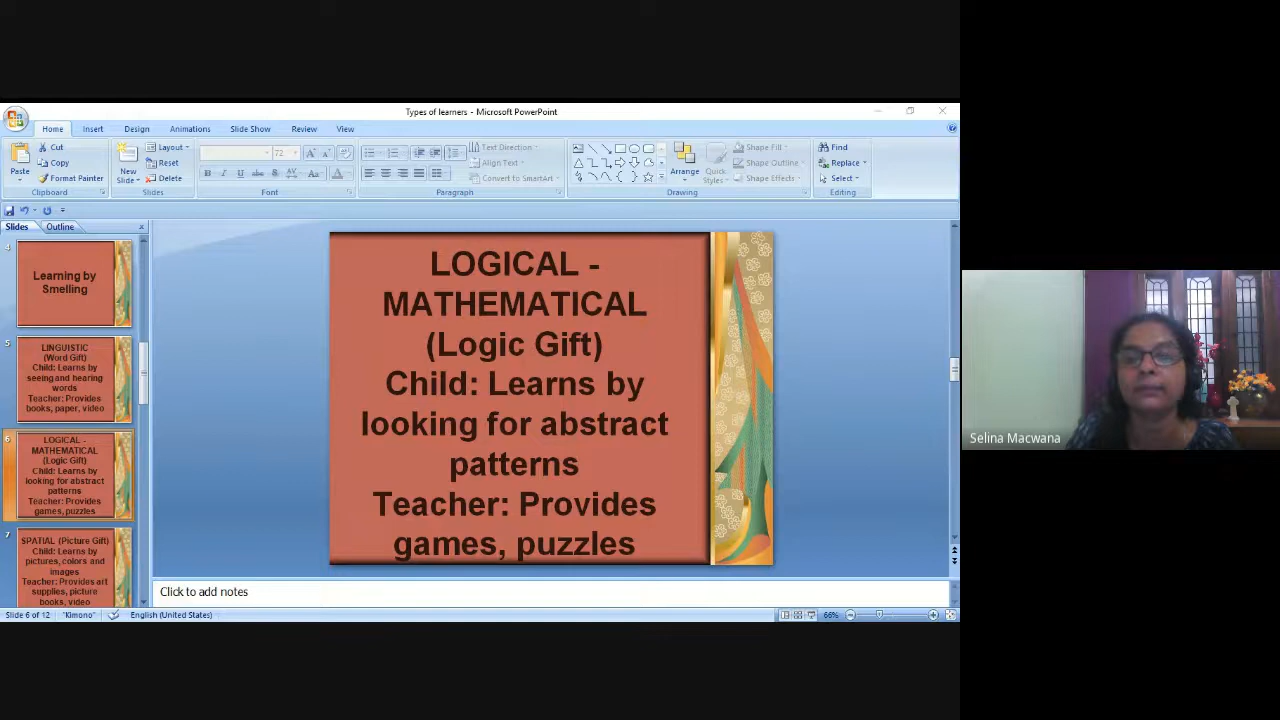 Types of learners - Microsoft PowerPoint
Home Insert Design Animations Slide Show Review View
Paste
Cut
Copy
Format Painter
Clipboard
New Slide
Layout
Reset
Delete
Slides
72
Font
Text Direction
Align Text
Convert to SmartArt
Paragraph
Arrange
Quick Styles
Shape Fill
Shape Outline
Shape Effects
Drawing
Find
Replace
Select
Editing
Slides Outline
4
Learning by
Smelling
5
LINGUISTIC
(Word Gift)
Child: Learns by
seeing and hearing
words
Teacher: Provides
books, paper, video
6
LOGICAL -
MATHEMATICAL
(Logic Gift)
Child: Learns by
looking for abstract
patterns
Teacher: Provides
games, puzzles
7
SPATIAL (Picture Gift)
Child: Learns by
pictures, colors and
images
Teacher: Provides art
supplies, picture
books, video
LOGICAL -
MATHEMATICAL
(Logic Gift)
Child: Learns by
looking for abstract
patterns
Teacher: Provides
games, puzzles
Click to add notes
Slide 6 of 12 "Kimono" English (United States) 66%
Selina Macwana